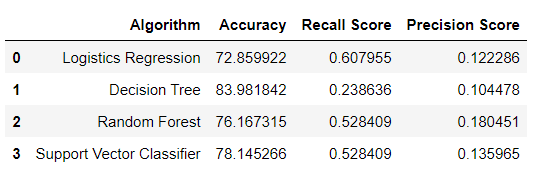 Algorithm Accuracy Recall Score Precision Score
0 Logistics Regression 72.859922 0.607955 0.122286
1 Decision Tree 83.981842 0.238636 0.104478
2 Random Forest 76.167315 0.528409 0.180451
3 Support Vector Classifier 78.145266 0.528409 0.135965